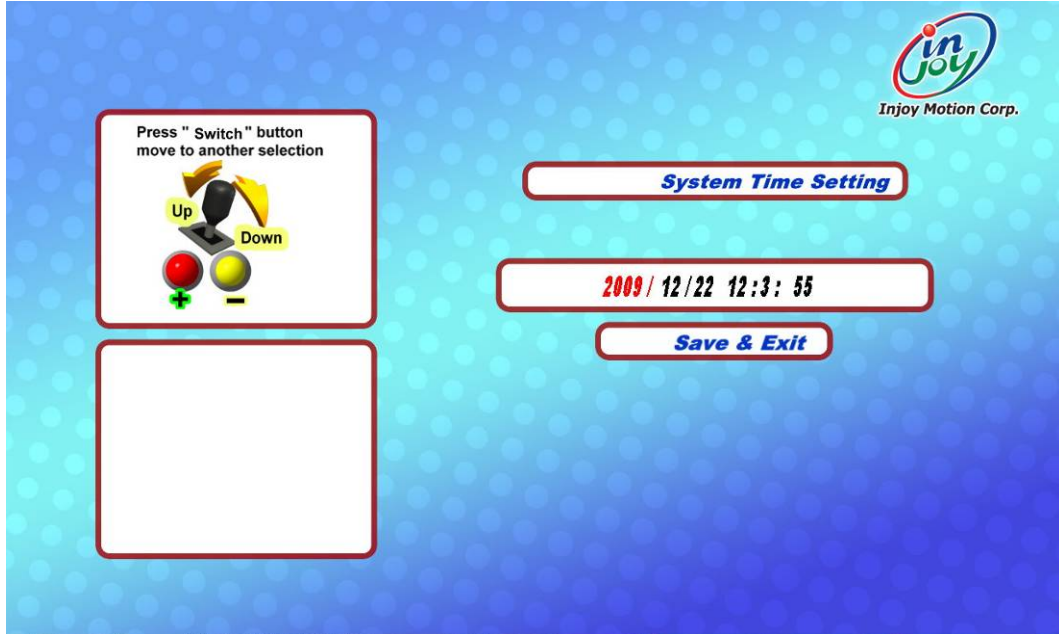 in
joy
Injoy Motion Corp.
Press " Switch " button
move to another selection
Up
Down
+ −
System Time Setting
2009 / 12 / 22 12 : 3 : 55
Save & Exit